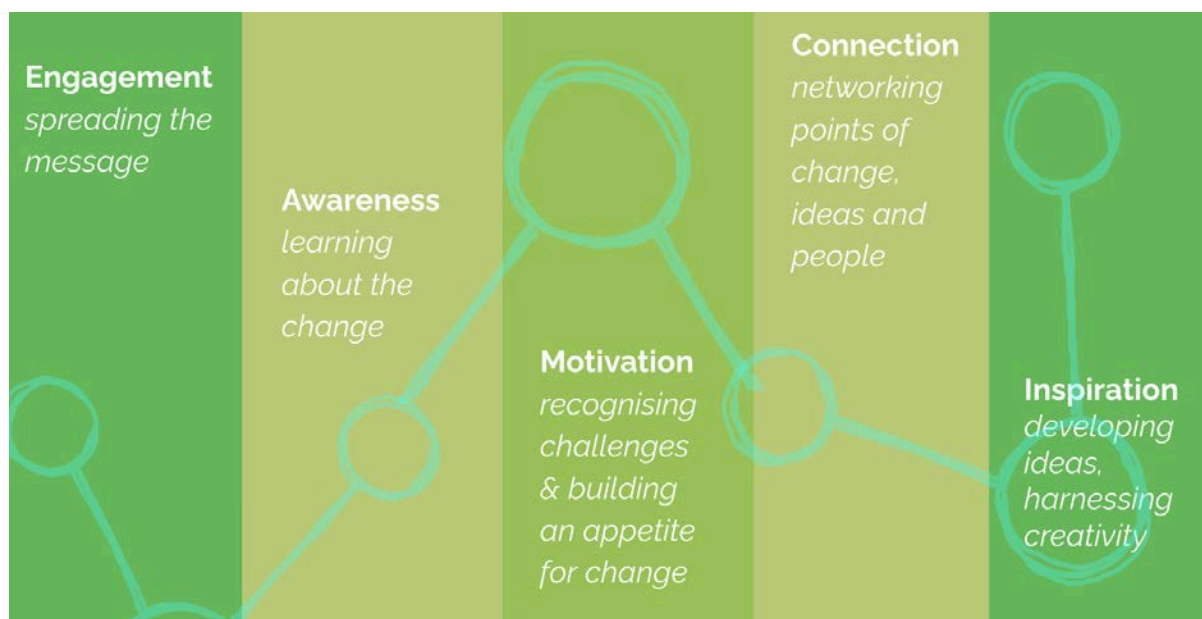 Engagement
spreading the
message
Awareness
learning
about the
change
Motivation
recognising
challenges
& building
an appetite
for change
Connection
networking
points of
change,
ideas and
people
Inspiration
developing
ideas,
harnessing
creativity